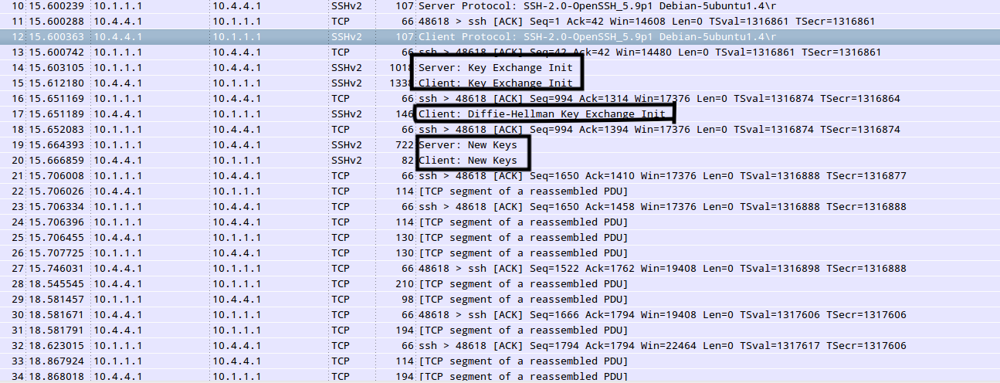 10 15.600239 10.1.1.1 10.4.4.1 SSHv2 107 Server Protocol: SSH-2.0-OpenSSH_5.9p1 Debian-5ubuntu1.4\r
11 15.600288 10.4.4.1 10.1.1.1 TCP 66 48618 > ssh [ACK] Seq=1 Ack=42 Win=14608 Len=0 TSval=1316861 TSecr=1316861
12 15.600363 10.4.4.1 10.1.1.1 SSHv2 107 Client Protocol: SSH-2.0-OpenSSH_5.9p1 Debian-5ubuntu1.4\r
13 15.600742 10.1.1.1 10.4.4.1 TCP 66 ssh > 48618 [ACK] Seq=42 Ack=42 Win=14480 Len=0 TSval=1316861 TSecr=1316861
14 15.603105 10.1.1.1 10.4.4.1 SSHv2 1018 Server: Key Exchange Init
15 15.612180 10.4.4.1 10.1.1.1 SSHv2 1338 Client: Key Exchange Init
16 15.651169 10.1.1.1 10.4.4.1 TCP 66 ssh > 48618 [ACK] Seq=994 Ack=1314 Win=17376 Len=0 TSval=1316874 TSecr=1316864
17 15.651189 10.4.4.1 10.1.1.1 SSHv2 146 Client: Diffie-Hellman Key Exchange Init
18 15.652083 10.1.1.1 10.4.4.1 TCP 66 ssh > 48618 [ACK] Seq=994 Ack=1394 Win=17376 Len=0 TSval=1316874 TSecr=1316874
19 15.664393 10.1.1.1 10.4.4.1 SSHv2 722 Server: New Keys
20 15.666859 10.4.4.1 10.1.1.1 SSHv2 82 Client: New Keys
21 15.706008 10.1.1.1 10.4.4.1 TCP 66 ssh > 48618 [ACK] Seq=1650 Ack=1410 Win=17376 Len=0 TSval=1316888 TSecr=1316877
22 15.706026 10.4.4.1 10.1.1.1 TCP 114 [TCP segment of a reassembled PDU]
23 15.706334 10.1.1.1 10.4.4.1 TCP 66 ssh > 48618 [ACK] Seq=1650 Ack=1458 Win=17376 Len=0 TSval=1316888 TSecr=1316888
24 15.706396 10.1.1.1 10.4.4.1 TCP 114 [TCP segment of a reassembled PDU]
25 15.706455 10.4.4.1 10.1.1.1 TCP 130 [TCP segment of a reassembled PDU]
26 15.707725 10.1.1.1 10.4.4.1 TCP 130 [TCP segment of a reassembled PDU]
27 15.746031 10.4.4.1 10.1.1.1 TCP 66 48618 > ssh [ACK] Seq=1522 Ack=1762 Win=19408 Len=0 TSval=1316898 TSecr=1316888
28 18.545545 10.4.4.1 10.1.1.1 TCP 210 [TCP segment of a reassembled PDU]
29 18.581457 10.1.1.1 10.4.4.1 TCP 98 [TCP segment of a reassembled PDU]
30 18.581671 10.4.4.1 10.1.1.1 TCP 66 48618 > ssh [ACK] Seq=1666 Ack=1794 Win=19408 Len=0 TSval=1317606 TSecr=1317606
31 18.581791 10.4.4.1 10.1.1.1 TCP 194 [TCP segment of a reassembled PDU]
32 18.623015 10.1.1.1 10.4.4.1 TCP 66 ssh > 48618 [ACK] Seq=1794 Ack=1794 Win=22464 Len=0 TSval=1317617 TSecr=1317606
33 18.867924 10.1.1.1 10.4.4.1 TCP 114 [TCP segment of a reassembled PDU]
34 18.868018 10.4.4.1 10.1.1.1 TCP 194 [TCP segment of a reassembled PDU]